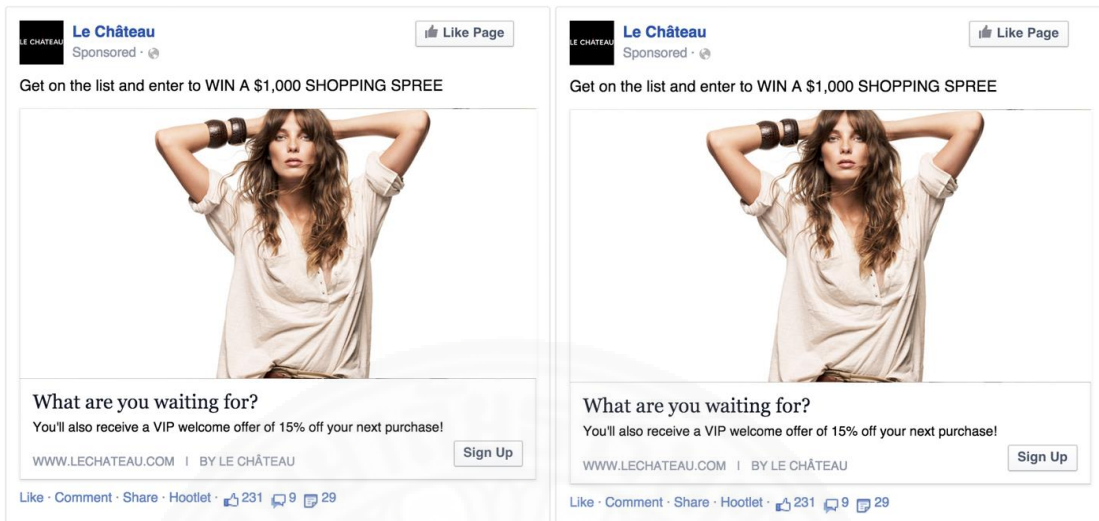 LE CHATEAU
Le Château
Like Page
Sponsored ·
Get on the list and enter to WIN A $1,000 SHOPPING SPREE
What are you waiting for?
You'll also receive a VIP welcome offer of 15% off your next purchase!
WWW.LECHATEAU.COM | BY LE CHÂTEAU
Sign Up
Like · Comment · Share · Hootlet · 231 9 29
LE CHATEAU
Le Château
Like Page
Sponsored ·
Get on the list and enter to WIN A $1,000 SHOPPING SPREE
What are you waiting for?
You'll also receive a VIP welcome offer of 15% off your next purchase!
WWW.LECHATEAU.COM | BY LE CHÂTEAU
Sign Up
Like · Comment · Share · Hootlet · 231 9 29